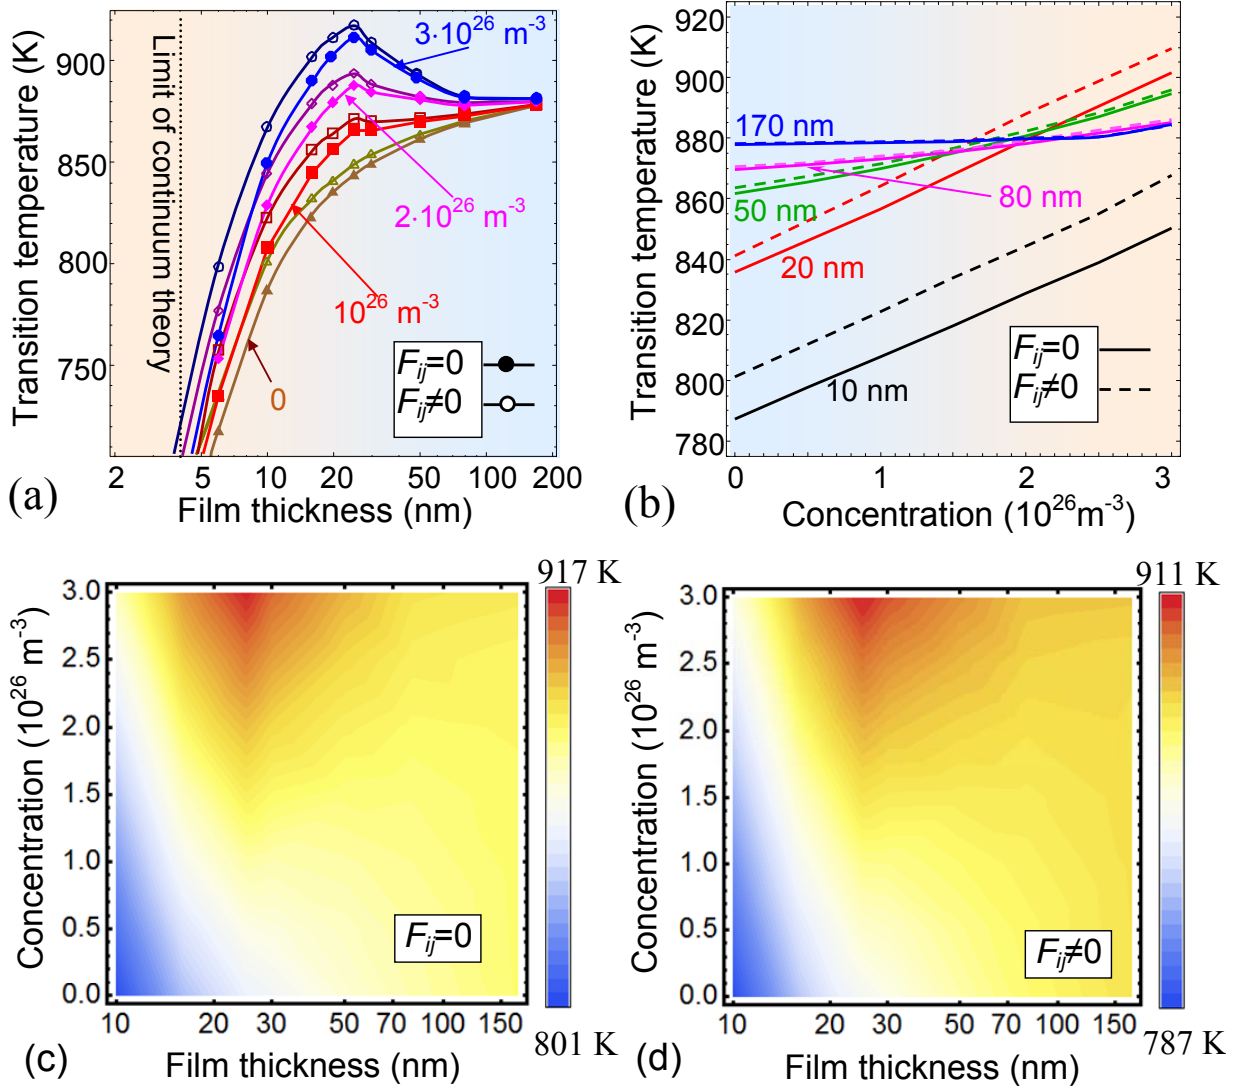 Transition temperature (K)
900
850
800
750
Limit of continuum theory
3·10^26 m^-3
2·10^26 m^-3
10^26 m^-3
0
F_ij=0
F_ij≠0
2 5 10 20 50 100 200
Film thickness (nm)
(a)
Transition temperature (K)
920
900
880
860
840
820
800
780
170 nm
80 nm
50 nm
20 nm
10 nm
F_ij=0
F_ij≠0
0 1 2 3
Concentration (10^26m^-3)
(b)
Concentration (10^26 m^-3)
3.0
2.5
2.0
1.5
1.0
0.5
0.0
F_ij=0
917 K
801 K
10 20 30 50 70 100 150
Film thickness (nm)
(c)
Concentration (10^26 m^-3)
3.0
2.5
2.0
1.5
1.0
0.5
0.0
F_ij≠0
911 K
787 K
10 20 30 50 70 100 150
Film thickness (nm)
(d)